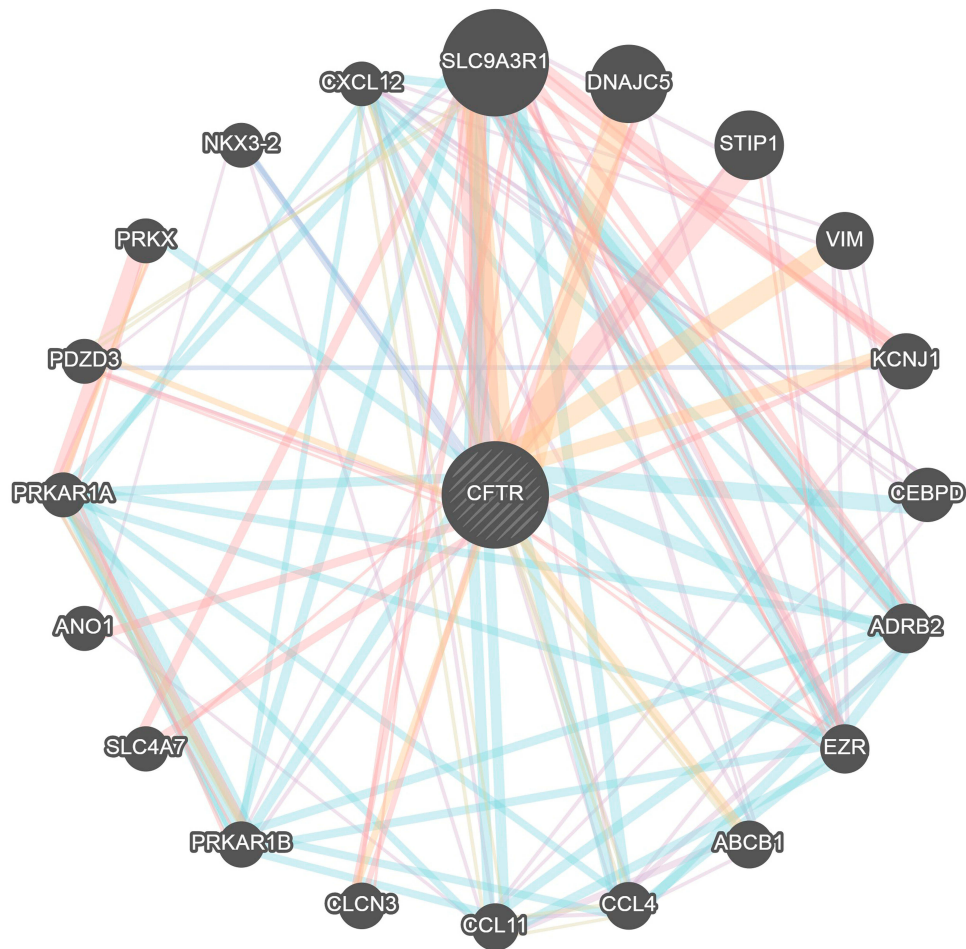 SLC9A3R1
CXCL12
DNAJC5
NKX3-2
STIP1
PRKX
VIM
PDZD3
KCNJ1
PRKAR1A
CFTR
CEBPD
ANO1
ADRB2
SLC4A7
EZR
PRKAR1B
ABCB1
CLCN3
CCL4
CCL11